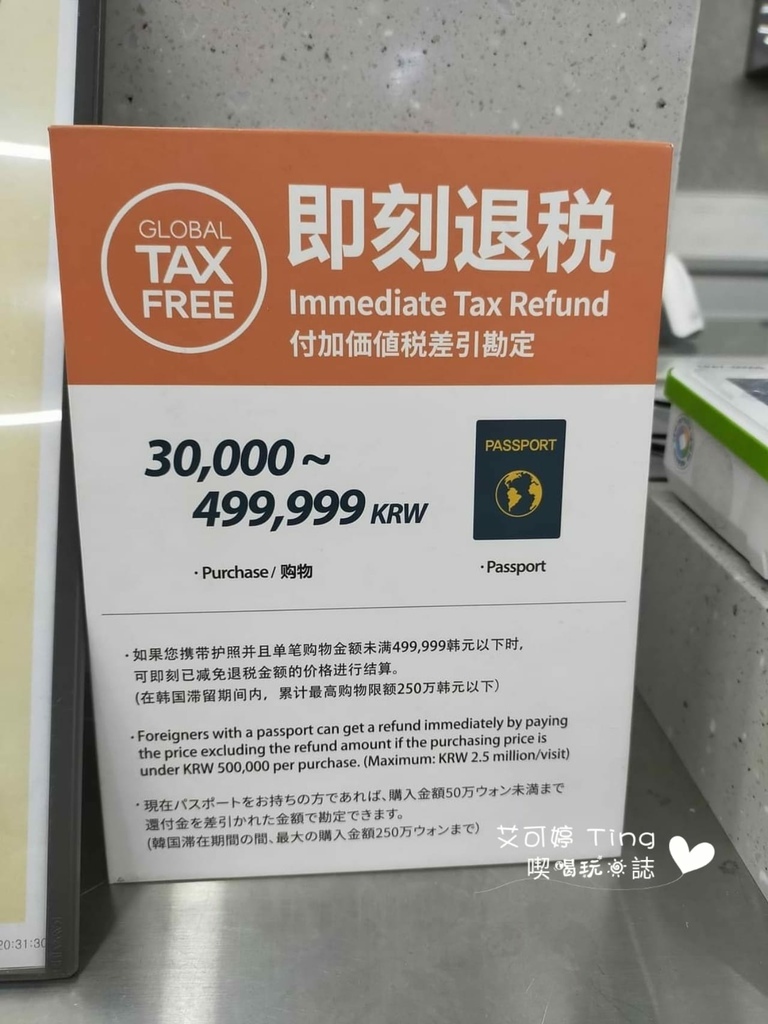 GLOBAL
TAX
FREE
即刻退税
Immediate Tax Refund
付加価値税差引勘定
30,000~
499,999 KRW
PASSPORT
·Purchase / 购物
·Passport
·如果您携带护照并且单笔购物金额未满499,999韩元以下时,
可即刻已减免退税金额的价格进行结算。
(在韩国滞留期间内，累计最高购物限额250万韩元以下)
·Foreigners with a passport can get a refund immediately by paying
the price excluding the refund amount if the purchasing price is
under KRW 500,000 per purchase. (Maximum: KRW 2.5 million/visit)
·現在パスポートをお持ちの方であれば、購入金額50万ウォン未満まで
還付金を差引かれた金額で勘定できます。
(韓国滞在期間の間、最大の購入金額250万ウォンまで)
艾可婷 Ting
喫喝玩樂誌
20:31:30